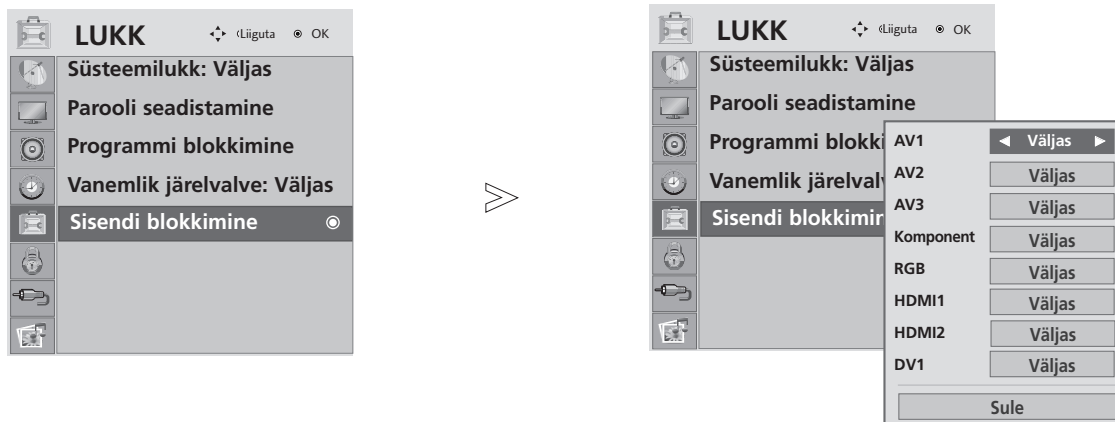 LUKK
Liiguta OK
Süsteemilukk: Väljas
Parooli seadistamine
Programmi blokkimine
Vanemlik järelvalve: Väljas
Sisendi blokkimine
LUKK
Liiguta OK
Süsteemilukk: Väljas
Parooli seadistamine
Programmi blokki
Vanemlik järelval
Sisendi blokkimin
AV1 ◄ Väljas ►
AV2 Väljas
AV3 Väljas
Komponent Väljas
RGB Väljas
HDMI1 Väljas
HDMI2 Väljas
DV1 Väljas
Sule